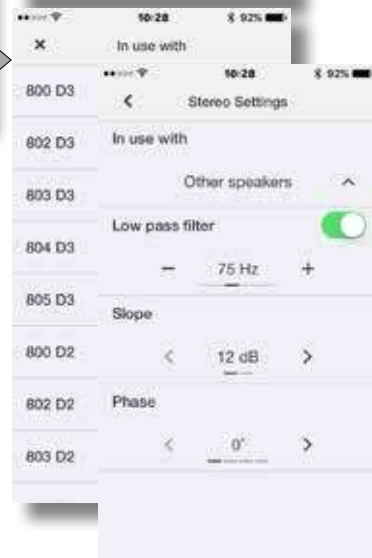 10:28 92%
× In use with
800 D3
802 D3
803 D3
804 D3
805 D3
800 D2
802 D2
803 D2
10:28 92%
< Stereo Settings
In use with
Other speakers ^
Low pass filter
− 75 Hz +
Slope
< 12 dB >
Phase
< 0° >